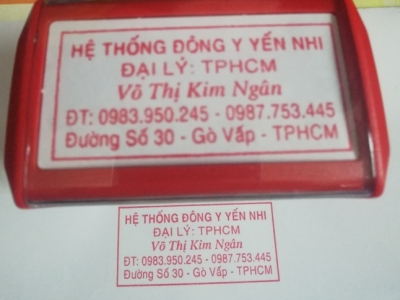 HỆ THỐNG ĐÔNG Y YẾN NHI
ĐẠI LÝ: TPHCM
Võ Thị Kim Ngân
ĐT: 0983.950.245 - 0987.753.445
Đường Số 30 - Gò Vấp - TPHCM
HỆ THỐNG ĐÔNG Y YẾN NHI
ĐẠI LÝ: TPHCM
Võ Thị Kim Ngân
ĐT: 0983.950.245 - 0987.753.445
Đường Số 30 - Gò Vấp - TPHCM